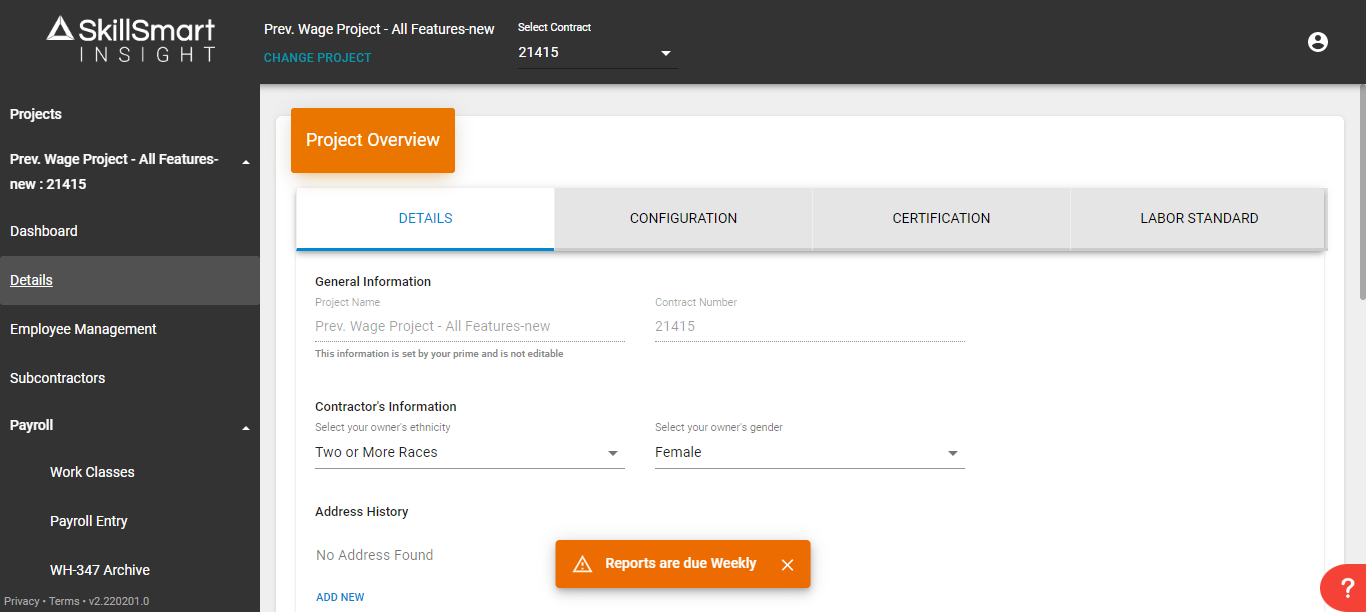 SkillSmart
INSIGHT
Prev. Wage Project - All Features-new
CHANGE PROJECT
Select Contract
21415
Projects
Prev. Wage Project - All Features-
new : 21415
Dashboard
Details
Employee Management
Subcontractors
Payroll
Work Classes
Payroll Entry
WH-347 Archive
Privacy • Terms • v2.220201.0
Project Overview
DETAILS
CONFIGURATION
CERTIFICATION
LABOR STANDARD
General Information
Project Name
Prev. Wage Project - All Features-new
This information is set by your prime and is not editable
Contract Number
21415
Contractor's Information
Select your owner's ethnicity
Two or More Races
Select your owner's gender
Female
Address History
No Address Found
ADD NEW
Reports are due Weekly
?